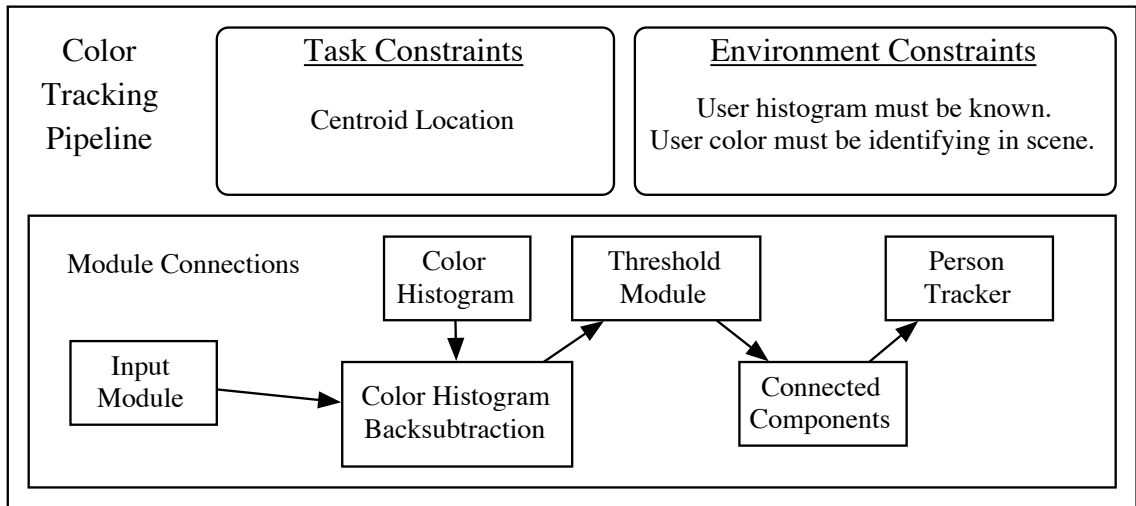 Color
Tracking
Pipeline
Task Constraints
Centroid Location
Environment Constraints
User histogram must be known.
User color must be identifying in scene.
Module Connections
Color
Histogram
Threshold
Module
Person
Tracker
Input
Module
Color Histogram
Backsubtraction
Connected
Components